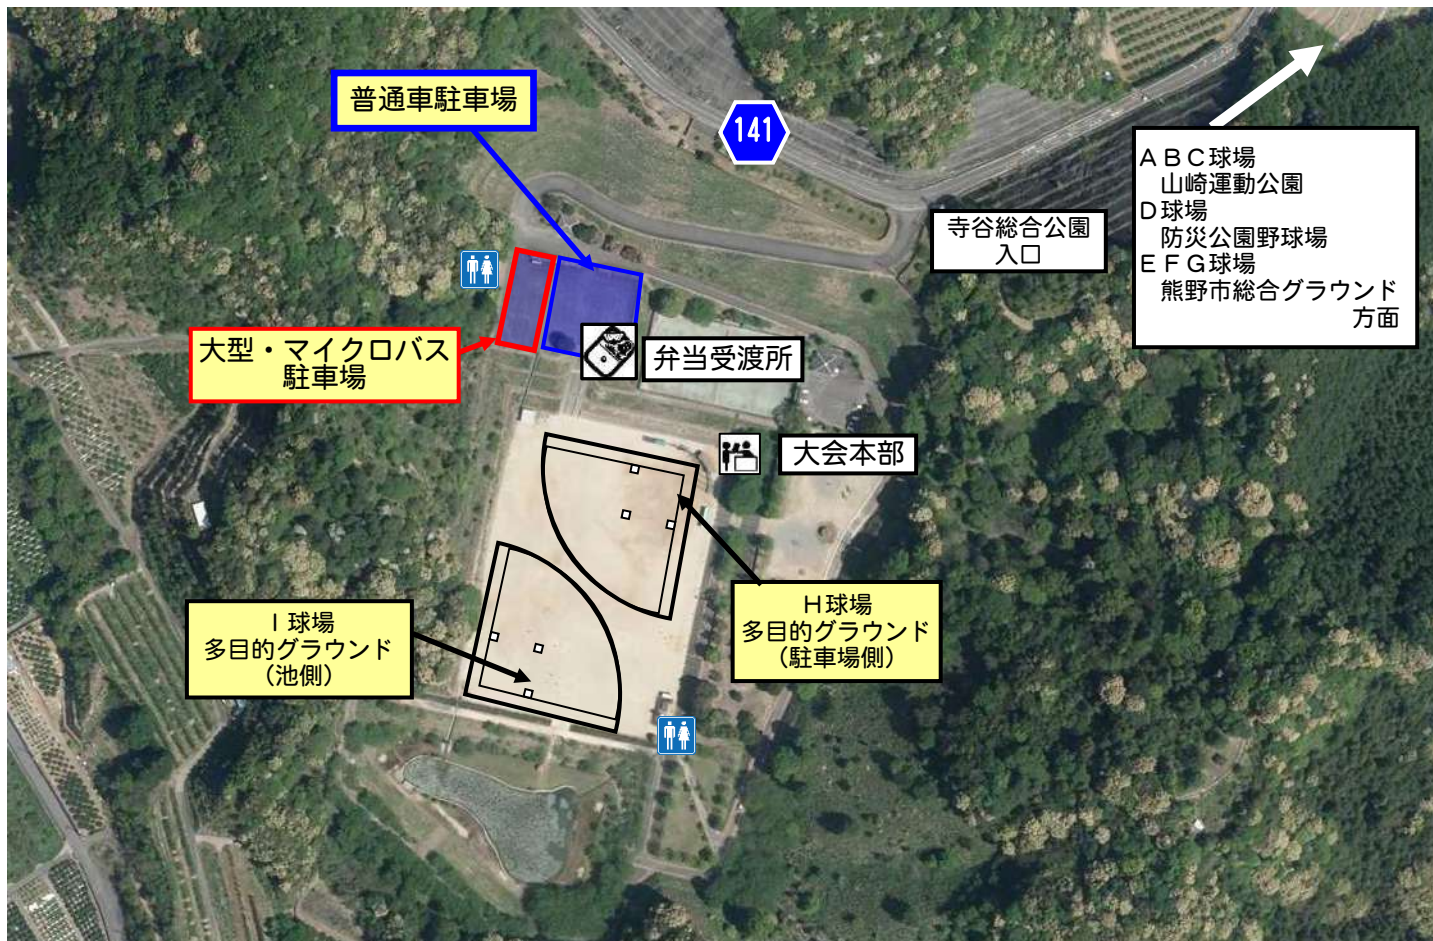 普通車駐車場
141
ＡＢＣ球場
山崎運動公園
Ｄ球場
防災公園野球場
ＥＦＧ球場
熊野市総合グラウンド
方面
寺谷総合公園
入口
大型・マイクロバス
駐車場
弁当受渡所
大会本部
Ｈ球場
多目的グラウンド
（駐車場側）
Ｉ球場
多目的グラウンド
（池側）